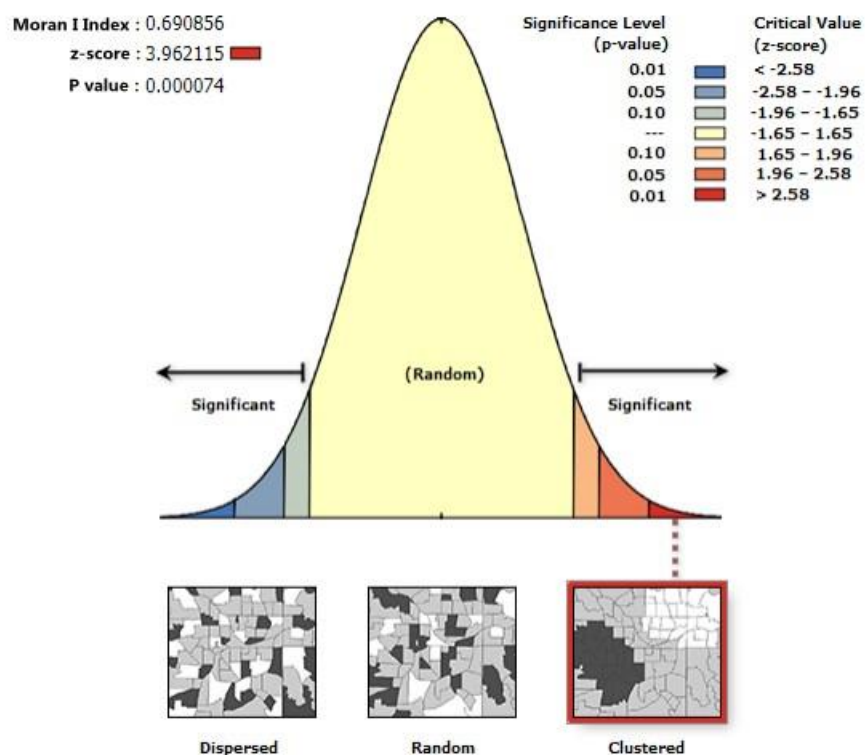 Moran I Index : 0.690856
z-score : 3.962115
P value : 0.000074
Significance Level
(p-value)
Critical Value
(z-score)
0.01 < -2.58
0.05 -2.58 – -1.96
0.10 -1.96 – -1.65
--- -1.65 – 1.65
0.10 1.65 – 1.96
0.05 1.96 – 2.58
0.01 > 2.58
(Random)
Significant
Significant
Dispersed
Random
Clustered